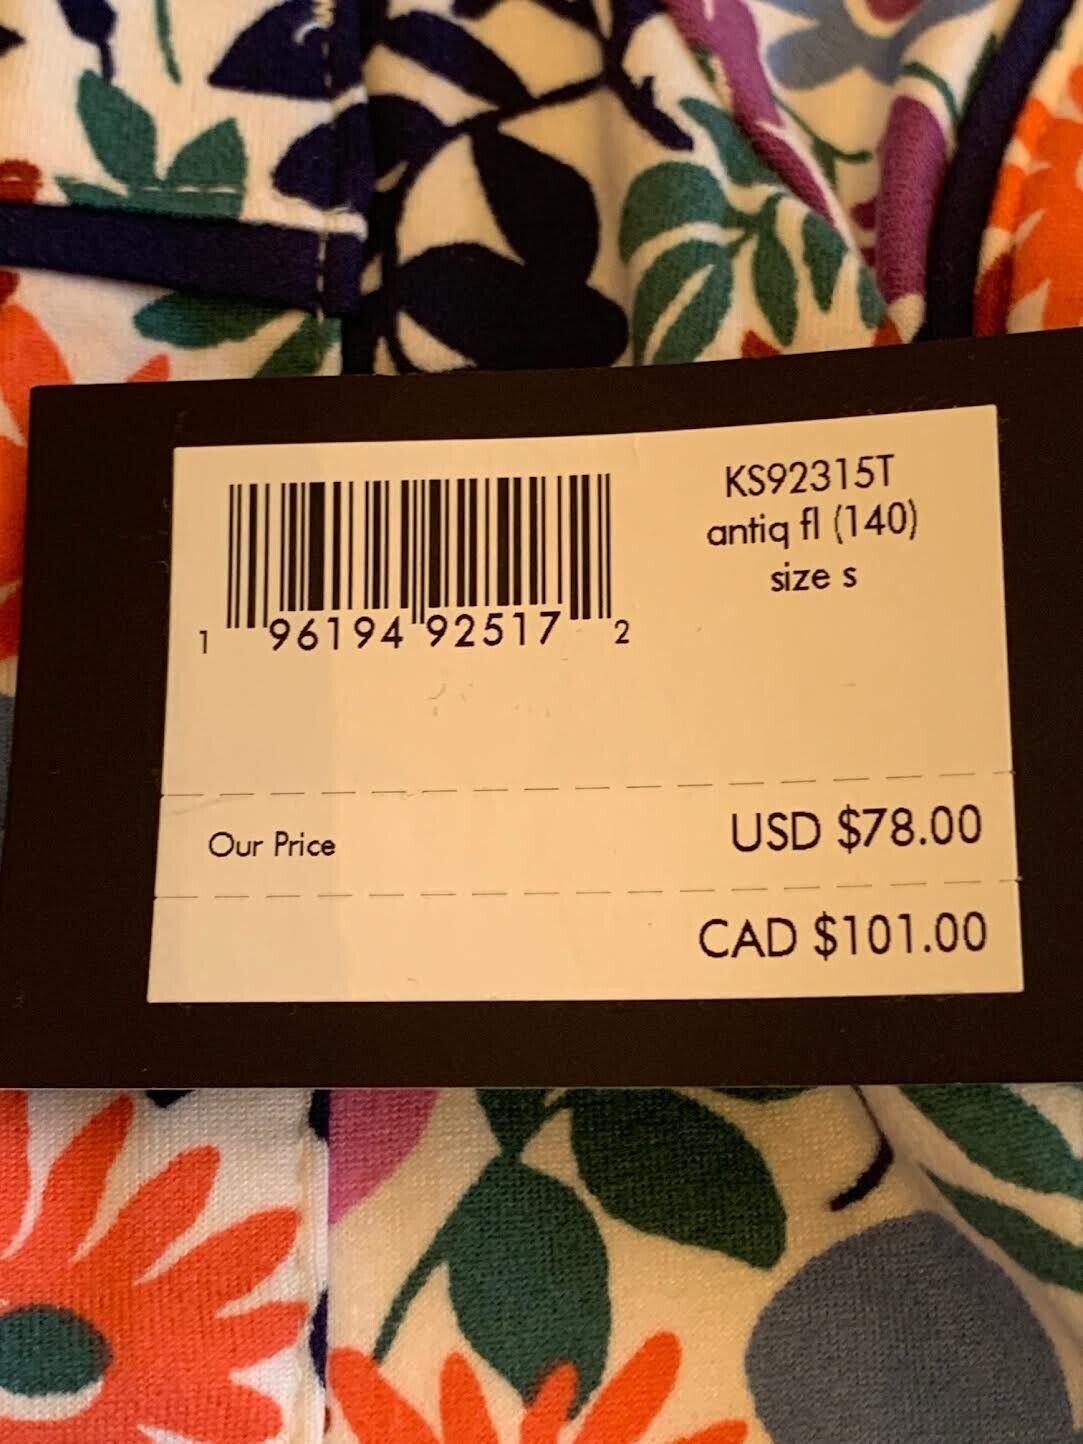 KS92315T
antiq fl (140)
size s
1 96194 92517 2
Our Price USD $78.00
CAD $101.00